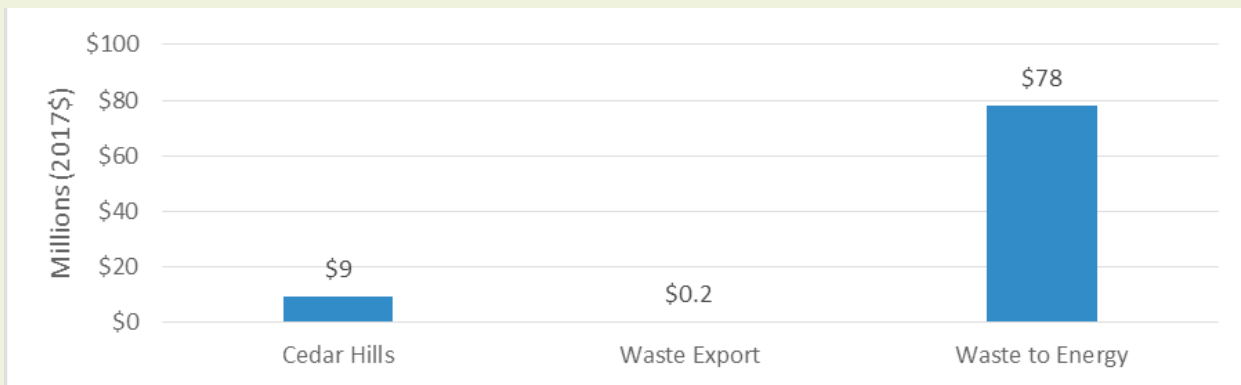 Millions (2017$)
$100
$80
$60
$40
$20
$0
$9
$0.2
$78
Cedar Hills
Waste Export
Waste to Energy